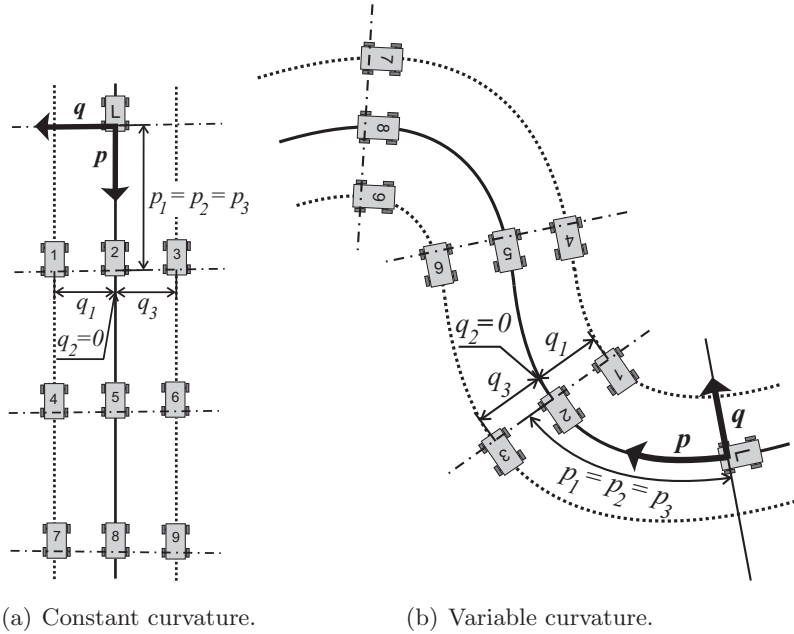 L
q
p
p₁ = p₂ = p₃
1
2
3
q₁
q₃
q₂=0
4
5
6
7
8
9
(a) Constant curvature.
7
8
9
4
5
6
q₂=0
q₁
q₃
1
2
3
q
p
L
p₁ = p₂ = p₃
(b) Variable curvature.